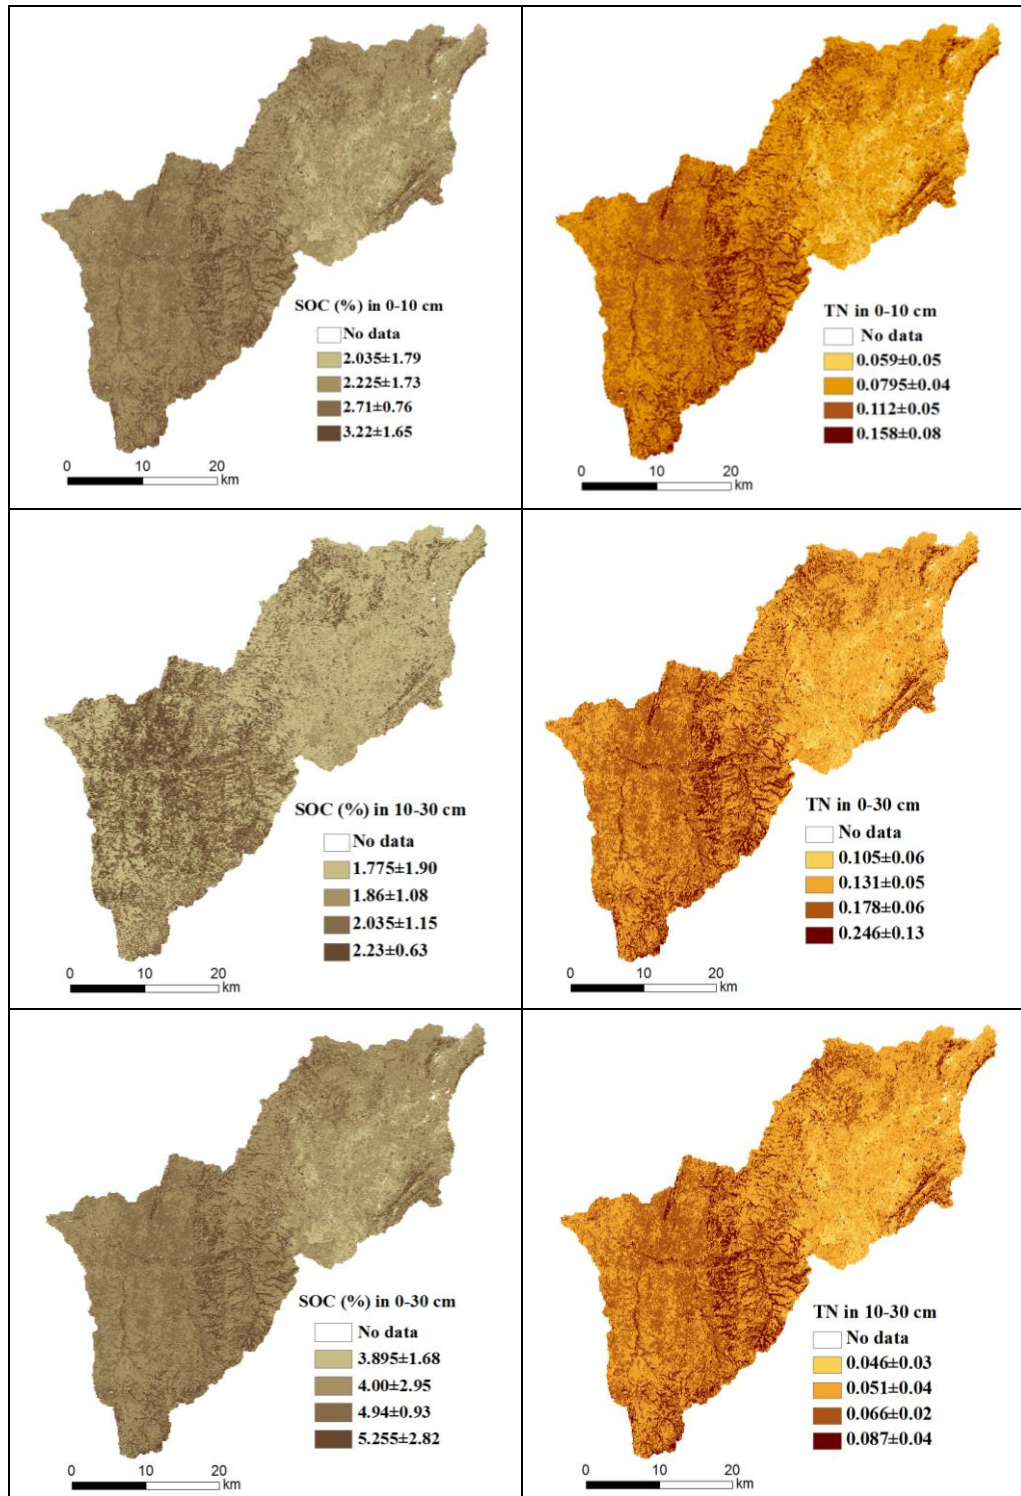 SOC (%) in 0-10 cm
No data
2.035±1.79
2.225±1.73
2.71±0.76
3.22±1.65
0 10 20
km
TN in 0-10 cm
No data
0.059±0.05
0.0795±0.04
0.112±0.05
0.158±0.08
0 10 20
km
SOC (%) in 10-30 cm
No data
1.775±1.90
1.86±1.08
2.035±1.15
2.23±0.63
0 10 20
km
TN in 0-30 cm
No data
0.105±0.06
0.131±0.05
0.178±0.06
0.246±0.13
0 10 20
km
SOC (%) in 0-30 cm
No data
3.895±1.68
4.00±2.95
4.94±0.93
5.255±2.82
0 10 20
km
TN in 10-30 cm
No data
0.046±0.03
0.051±0.04
0.066±0.02
0.087±0.04
0 10 20
km